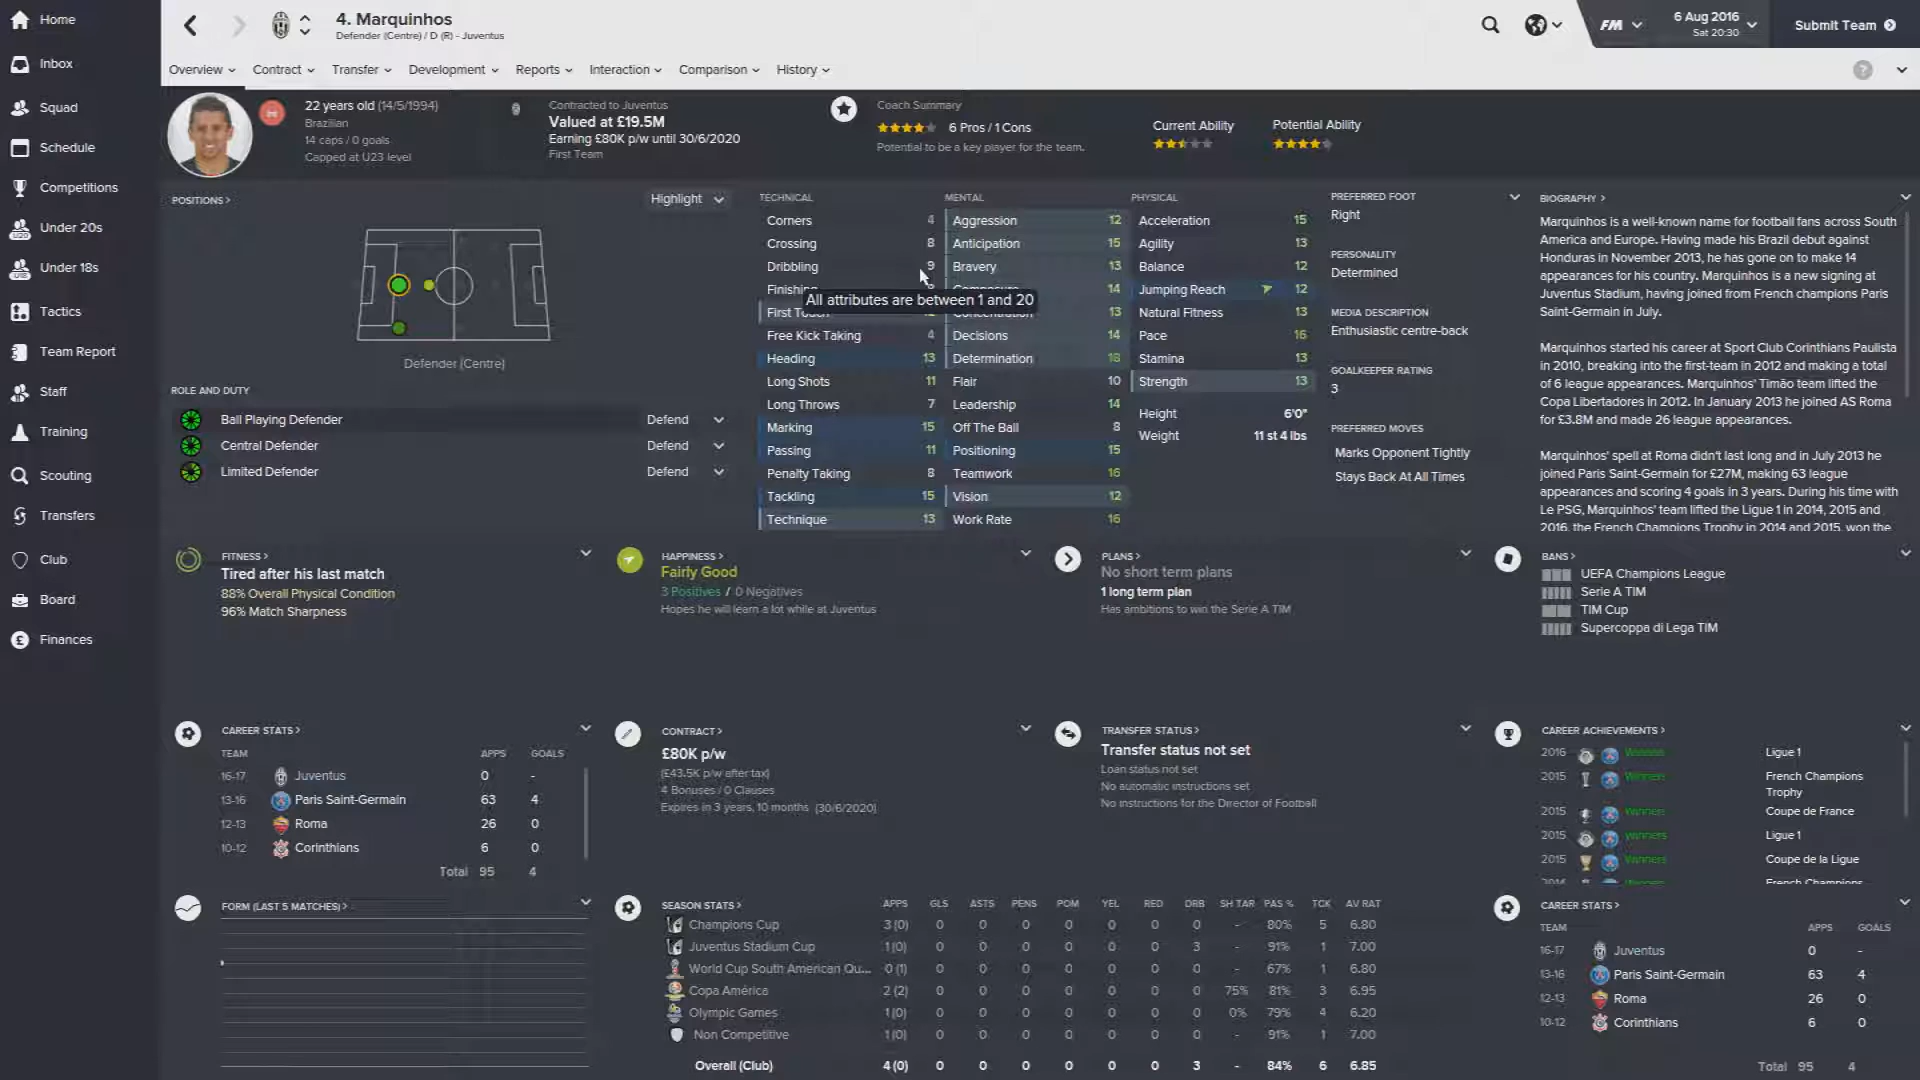 Home
Inbox
Squad
Schedule
Competitions
Under 20s
Under 18s
Tactics
Team Report
Staff
Training
Scouting
Transfers
Club
Board
Finances
4. Marquinhos
Defender (Centre) / D (R) - Juventus
FM
6 Aug 2016
Sat 20:30
Submit Team
Overview Contract Transfer Development Reports Interaction Comparison History
22 years old (14/5/1994)
Brazilian
14 caps / 0 goals
Capped at U23 level
Contracted to Juventus
Valued at £19.5M
Earning £80K p/w until 30/6/2020
First Team
Coach Summary
6 Pros / 1 Cons
Potential to be a key player for the team.
Current Ability
Potential Ability
POSITIONS >
Highlight
Defender (Centre)
ROLE AND DUTY
Ball Playing Defender Defend
Central Defender Defend
Limited Defender Defend
TECHNICAL
Corners 4
Crossing 8
Dribbling 9
Finishing
First Touch
Free Kick Taking 4
Heading 13
Long Shots 11
Long Throws 7
Marking 15
Passing 11
Penalty Taking 8
Tackling 15
Technique 13
All attributes are between 1 and 20
MENTAL
Aggression 12
Anticipation 15
Bravery 13
Composure 14
Concentration 13
Decisions 14
Determination 18
Flair 10
Leadership 14
Off The Ball 8
Positioning 15
Teamwork 16
Vision 12
Work Rate 16
PHYSICAL
Acceleration 15
Agility 13
Balance 12
Jumping Reach 12
Natural Fitness 13
Pace 16
Stamina 13
Strength 13
Height 6'0"
Weight 11 st 4 lbs
PREFERRED FOOT
Right
PERSONALITY
Determined
MEDIA DESCRIPTION
Enthusiastic centre-back
GOALKEEPER RATING
3
PREFERRED MOVES
Marks Opponent Tightly
Stays Back At All Times
BIOGRAPHY >
Marquinhos is a well-known name for football fans across South
America and Europe. Having made his Brazil debut against
Honduras in November 2013, he has gone on to make 14
appearances for his country. Marquinhos is a new signing at
Juventus Stadium, having joined from French champions Paris
Saint-Germain in July.
Marquinhos started his career at Sport Club Corinthians Paulista
in 2010, breaking into the first-team in 2012 and making a total
of 6 league appearances. Marquinhos' Timão team lifted the
Copa Libertadores in 2012. In January 2013 he joined AS Roma
for £3.8M and made 26 league appearances.
Marquinhos' spell at Roma didn't last long and in July 2013 he
joined Paris Saint-Germain for £27M, making 63 league
appearances and scoring 4 goals in 3 years. During his time with
Le PSG, Marquinhos' team lifted the Ligue 1 in 2014, 2015 and
2016, the French Champions Trophy in 2014 and 2015, won the
FITNESS >
Tired after his last match
88% Overall Physical Condition
96% Match Sharpness
HAPPINESS >
Fairly Good
3 Positives / 0 Negatives
Hopes he will learn a lot while at Juventus
PLANS >
No short term plans
1 long term plan
Has ambitions to win the Serie A TIM
BANS >
UEFA Champions League
Serie A TIM
TIM Cup
Supercoppa di Lega TIM
CAREER STATS >
TEAM APPS GOALS
16-17 Juventus 0 -
13-16 Paris Saint-Germain 63 4
12-13 Roma 26 0
10-12 Corinthians 6 0
Total 95 4
CONTRACT >
£80K p/w
(£43.5K p/w after tax)
4 Bonuses / 0 Clauses
Expires in 3 years, 10 months (30/6/2020)
TRANSFER STATUS >
Transfer status not set
Loan status not set
No automatic instructions set
No instructions for the Director of Football
CAREER ACHIEVEMENTS >
2016 Winners Ligue 1
2015 Winners French Champions
Trophy
2015 Winners Coupe de France
2015 Winners Ligue 1
2015 Winners Coupe de la Ligue
2014 French Champions
FORM (LAST 5 MATCHES) >
SEASON STATS > APPS GLS ASTS PENS POM YEL RED DRB SH TAR PAS % TCK AV RAT
Champions Cup 3 (0) 0 0 0 0 0 0 0 - 80% 5 6.80
Juventus Stadium Cup 1 (0) 0 0 0 0 0 0 3 - 91% 1 7.00
World Cup South American Qu... 0 (1) 0 0 0 0 0 0 0 - 67% 1 6.80
Copa América 2 (2) 0 0 0 0 0 0 0 75% 81% 3 6.95
Olympic Games 1 (0) 0 0 0 0 0 0 0 0% 79% 4 6.20
Non Competitive 1 (0) 0 0 0 0 0 0 0 - 91% 1 7.00
Overall (Club) 4 (0) 0 0 0 0 0 0 3 - 84% 6 6.85
CAREER STATS >
TEAM APPS GOALS
16-17 Juventus 0 -
13-16 Paris Saint-Germain 63 4
12-13 Roma 26 0
10-12 Corinthians 6 0
Total 95 4